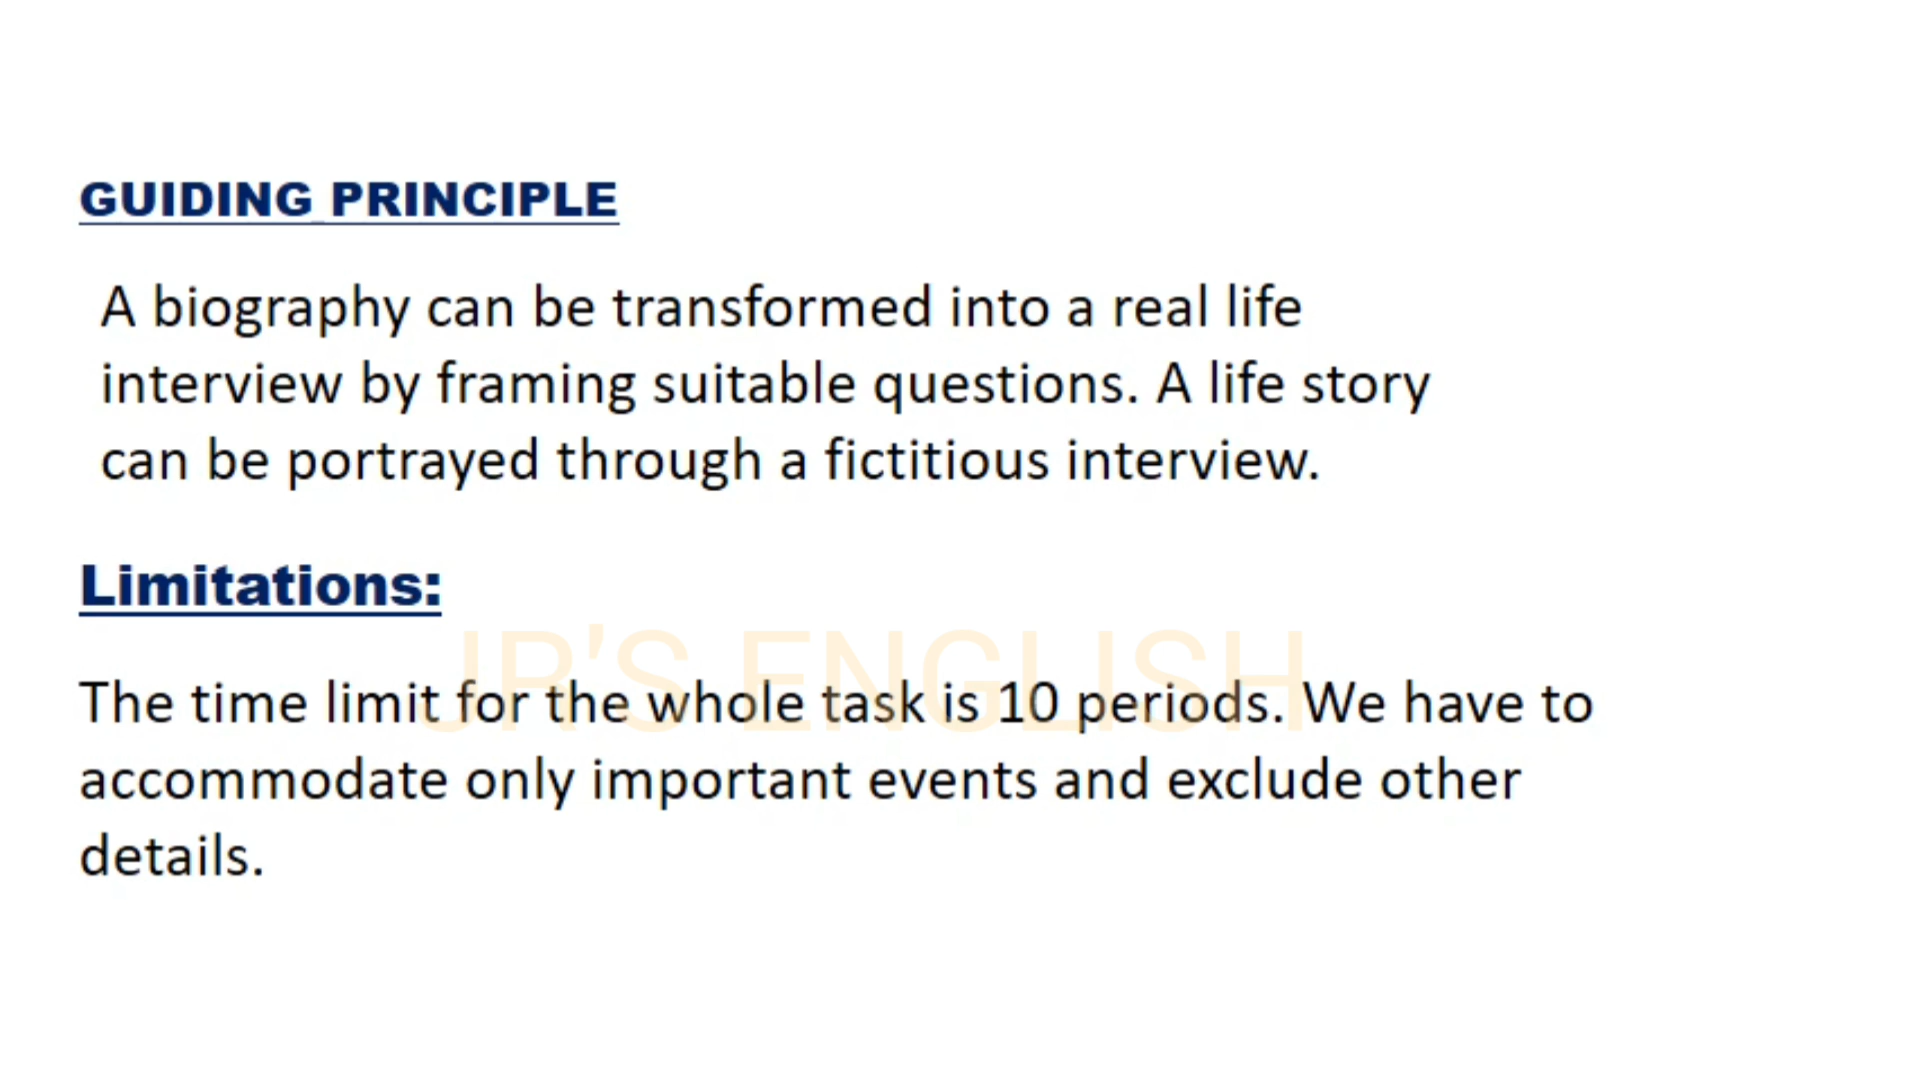 GUIDING PRINCIPLE
A biography can be transformed into a real life
interview by framing suitable questions. A life story
can be portrayed through a fictitious interview.
Limitations:
JR'S ENGLISH
The time limit for the whole task is 10 periods. We have to
accommodate only important events and exclude other
details.